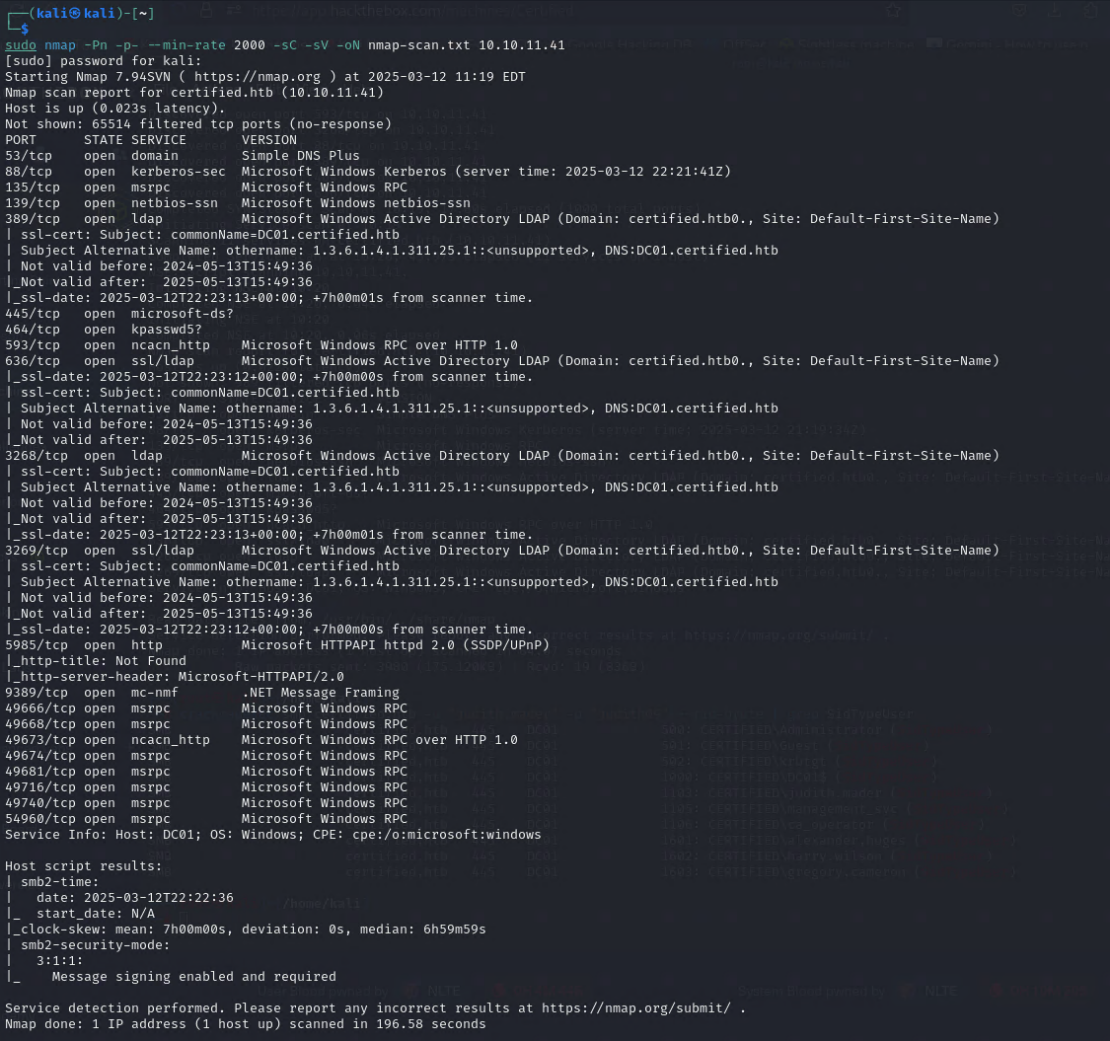 ┌──(kali㉿kali)-[~]
└─$
sudo nmap -Pn -p- --min-rate 2000 -sC -sV -oN nmap-scan.txt 10.10.11.41
[sudo] password for kali:
Starting Nmap 7.94SVN ( https://nmap.org ) at 2025-03-12 11:19 EDT
Nmap scan report for certified.htb (10.10.11.41)
Host is up (0.023s latency).
Not shown: 65514 filtered tcp ports (no-response)
PORT      STATE SERVICE       VERSION
53/tcp    open  domain        Simple DNS Plus
88/tcp    open  kerberos-sec  Microsoft Windows Kerberos (server time: 2025-03-12 22:21:41Z)
135/tcp   open  msrpc         Microsoft Windows RPC
139/tcp   open  netbios-ssn   Microsoft Windows netbios-ssn
389/tcp   open  ldap          Microsoft Windows Active Directory LDAP (Domain: certified.htb0., Site: Default-First-Site-Name)
| ssl-cert: Subject: commonName=DC01.certified.htb
| Subject Alternative Name: othername: 1.3.6.1.4.1.311.25.1::<unsupported>, DNS:DC01.certified.htb
| Not valid before: 2024-05-13T15:49:36
|_Not valid after:  2025-05-13T15:49:36
|_ssl-date: 2025-03-12T22:23:13+00:00; +7h00m01s from scanner time.
445/tcp   open  microsoft-ds?
464/tcp   open  kpasswd5?
593/tcp   open  ncacn_http    Microsoft Windows RPC over HTTP 1.0
636/tcp   open  ssl/ldap      Microsoft Windows Active Directory LDAP (Domain: certified.htb0., Site: Default-First-Site-Name)
|_ssl-date: 2025-03-12T22:23:12+00:00; +7h00m00s from scanner time.
| ssl-cert: Subject: commonName=DC01.certified.htb
| Subject Alternative Name: othername: 1.3.6.1.4.1.311.25.1::<unsupported>, DNS:DC01.certified.htb
| Not valid before: 2024-05-13T15:49:36
|_Not valid after:  2025-05-13T15:49:36
3268/tcp  open  ldap          Microsoft Windows Active Directory LDAP (Domain: certified.htb0., Site: Default-First-Site-Name)
| ssl-cert: Subject: commonName=DC01.certified.htb
| Subject Alternative Name: othername: 1.3.6.1.4.1.311.25.1::<unsupported>, DNS:DC01.certified.htb
| Not valid before: 2024-05-13T15:49:36
|_Not valid after:  2025-05-13T15:49:36
|_ssl-date: 2025-03-12T22:23:13+00:00; +7h00m01s from scanner time.
3269/tcp  open  ssl/ldap      Microsoft Windows Active Directory LDAP (Domain: certified.htb0., Site: Default-First-Site-Name)
| ssl-cert: Subject: commonName=DC01.certified.htb
| Subject Alternative Name: othername: 1.3.6.1.4.1.311.25.1::<unsupported>, DNS:DC01.certified.htb
| Not valid before: 2024-05-13T15:49:36
|_Not valid after:  2025-05-13T15:49:36
|_ssl-date: 2025-03-12T22:23:12+00:00; +7h00m00s from scanner time.
5985/tcp  open  http          Microsoft HTTPAPI httpd 2.0 (SSDP/UPnP)
|_http-title: Not Found
|_http-server-header: Microsoft-HTTPAPI/2.0
9389/tcp  open  mc-nmf        .NET Message Framing
49666/tcp open  msrpc         Microsoft Windows RPC
49668/tcp open  msrpc         Microsoft Windows RPC
49673/tcp open  ncacn_http    Microsoft Windows RPC over HTTP 1.0
49674/tcp open  msrpc         Microsoft Windows RPC
49681/tcp open  msrpc         Microsoft Windows RPC
49716/tcp open  msrpc         Microsoft Windows RPC
49740/tcp open  msrpc         Microsoft Windows RPC
54960/tcp open  msrpc         Microsoft Windows RPC
Service Info: Host: DC01; OS: Windows; CPE: cpe:/o:microsoft:windows
Host script results:
| smb2-time:
|   date: 2025-03-12T22:22:36
|_  start_date: N/A
|_clock-skew: mean: 7h00m00s, deviation: 0s, median: 6h59m59s
| smb2-security-mode:
|   3:1:1:
|_    Message signing enabled and required
Service detection performed. Please report any incorrect results at https://nmap.org/submit/ .
Nmap done: 1 IP address (1 host up) scanned in 196.58 seconds